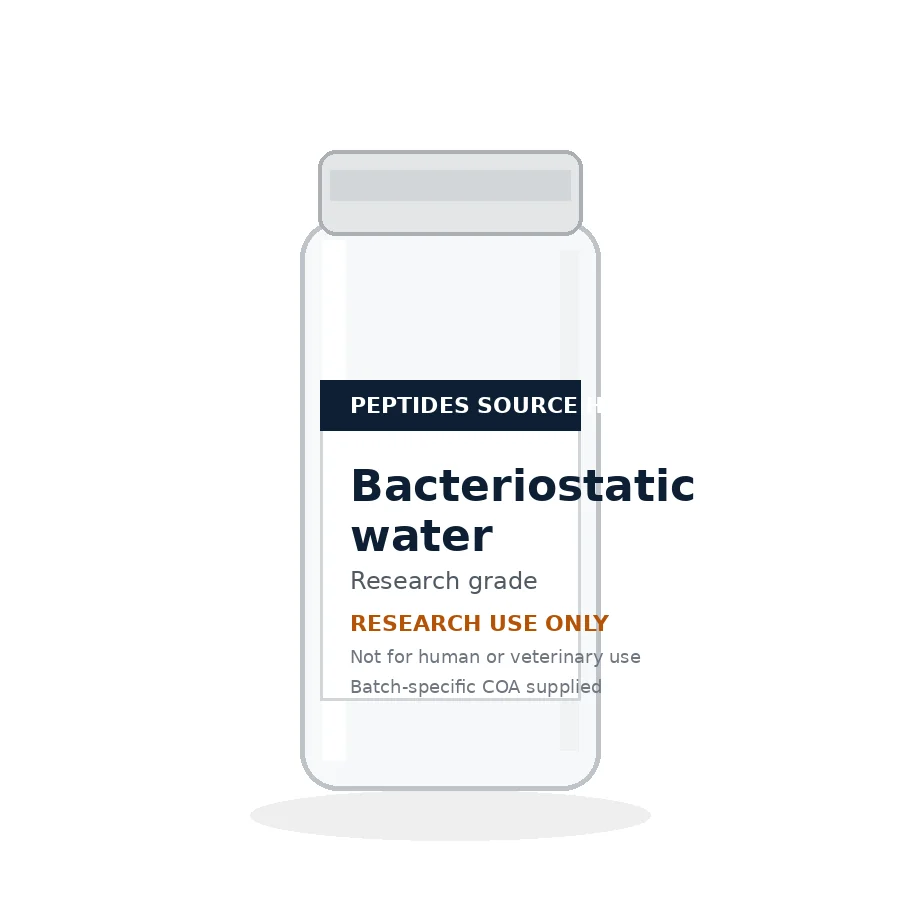 PEPTIDES SOURCE H
Bacteriostatic
water
Research grade
RESEARCH USE ONLY
Not for human or veterinary use
Batch-specific COA supplied